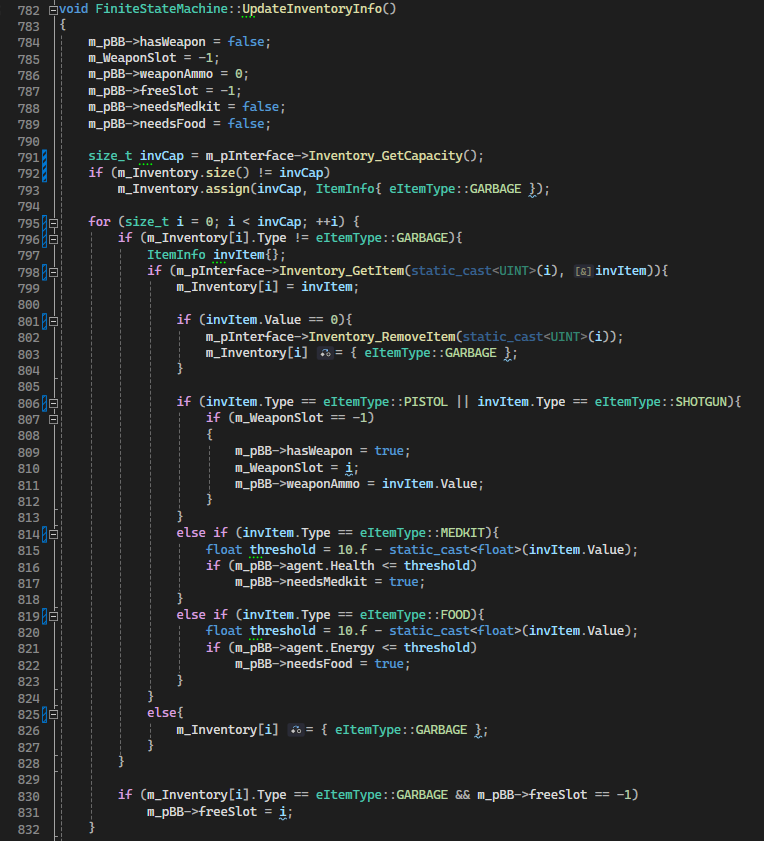 782 void FiniteStateMachine::UpdateInventoryInfo()
783 {
784     m_pBB->hasWeapon = false;
785     m_WeaponSlot = -1;
786     m_pBB->weaponAmmo = 0;
787     m_pBB->freeSlot = -1;
788     m_pBB->needsMedkit = false;
789     m_pBB->needsFood = false;
790
791     size_t invCap = m_pInterface->Inventory_GetCapacity();
792     if (m_Inventory.size() != invCap)
793         m_Inventory.assign(invCap, ItemInfo{ eItemType::GARBAGE });
794
795     for (size_t i = 0; i < invCap; ++i) {
796         if (m_Inventory[i].Type != eItemType::GARBAGE){
797             ItemInfo invItem{};
798             if (m_pInterface->Inventory_GetItem(static_cast<UINT>(i), [&]invItem)){
799                 m_Inventory[i] = invItem;
800
801                 if (invItem.Value == 0){
802                     m_pInterface->Inventory_RemoveItem(static_cast<UINT>(i));
803                     m_Inventory[i] = { eItemType::GARBAGE };
804                 }
805
806                 if (invItem.Type == eItemType::PISTOL || invItem.Type == eItemType::SHOTGUN){
807                     if (m_WeaponSlot == -1)
808                     {
809                         m_pBB->hasWeapon = true;
810                         m_WeaponSlot = i;
811                         m_pBB->weaponAmmo = invItem.Value;
812                     }
813                 }
814                 else if (invItem.Type == eItemType::MEDKIT){
815                     float threshold = 10.f - static_cast<float>(invItem.Value);
816                     if (m_pBB->agent.Health <= threshold)
817                         m_pBB->needsMedkit = true;
818                 }
819                 else if (invItem.Type == eItemType::FOOD){
820                     float threshold = 10.f - static_cast<float>(invItem.Value);
821                     if (m_pBB->agent.Energy <= threshold)
822                         m_pBB->needsFood = true;
823                 }
824             }
825             else{
826                 m_Inventory[i] = { eItemType::GARBAGE };
827             }
828         }
829
830         if (m_Inventory[i].Type == eItemType::GARBAGE && m_pBB->freeSlot == -1)
831             m_pBB->freeSlot = i;
832     }